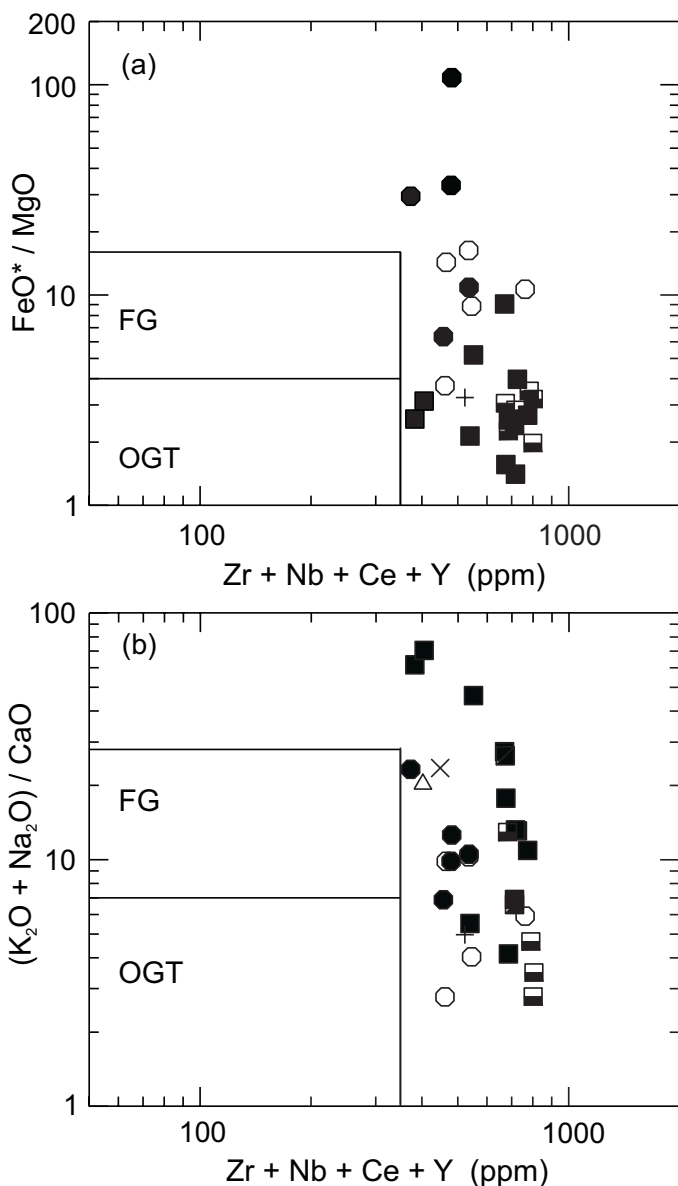 200
(a)
100
FeO* / MgO
10
FG
OGT
1
100
1000
Zr + Nb + Ce + Y (ppm)
100
(b)
(K₂O + Na₂O) / CaO
FG
10
OGT
1
100
1000
Zr + Nb + Ce + Y (ppm)